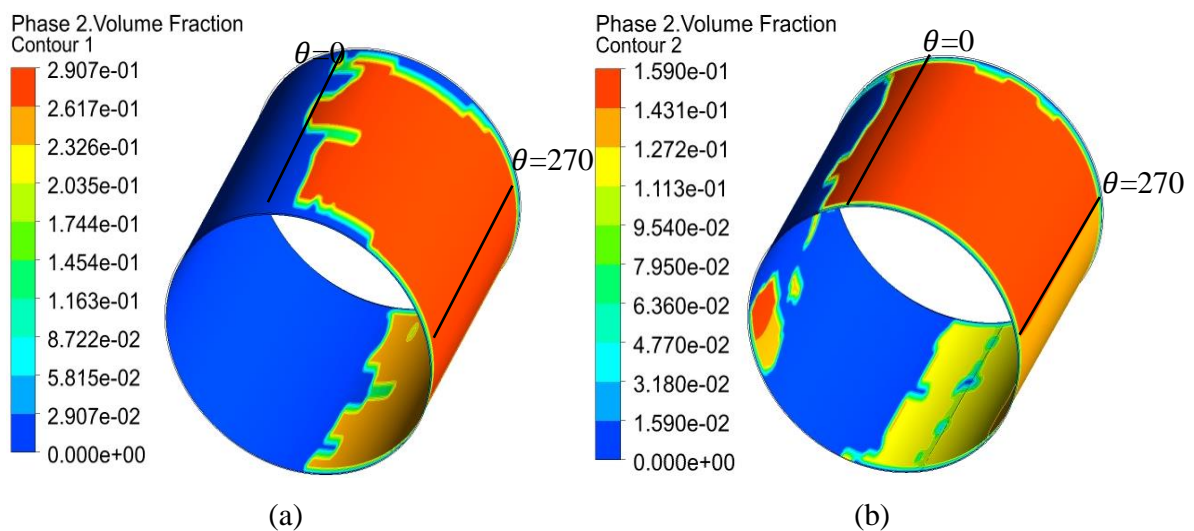 Phase 2.Volume Fraction
Contour 1
2.907e-01
2.617e-01
2.326e-01
2.035e-01
1.744e-01
1.454e-01
1.163e-01
8.722e-02
5.815e-02
2.907e-02
0.000e+00
θ=0
θ=270
(a)
Phase 2.Volume Fraction
Contour 2
1.590e-01
1.431e-01
1.272e-01
1.113e-01
9.540e-02
7.950e-02
6.360e-02
4.770e-02
3.180e-02
1.590e-02
0.000e+00
θ=0
θ=270
(b)